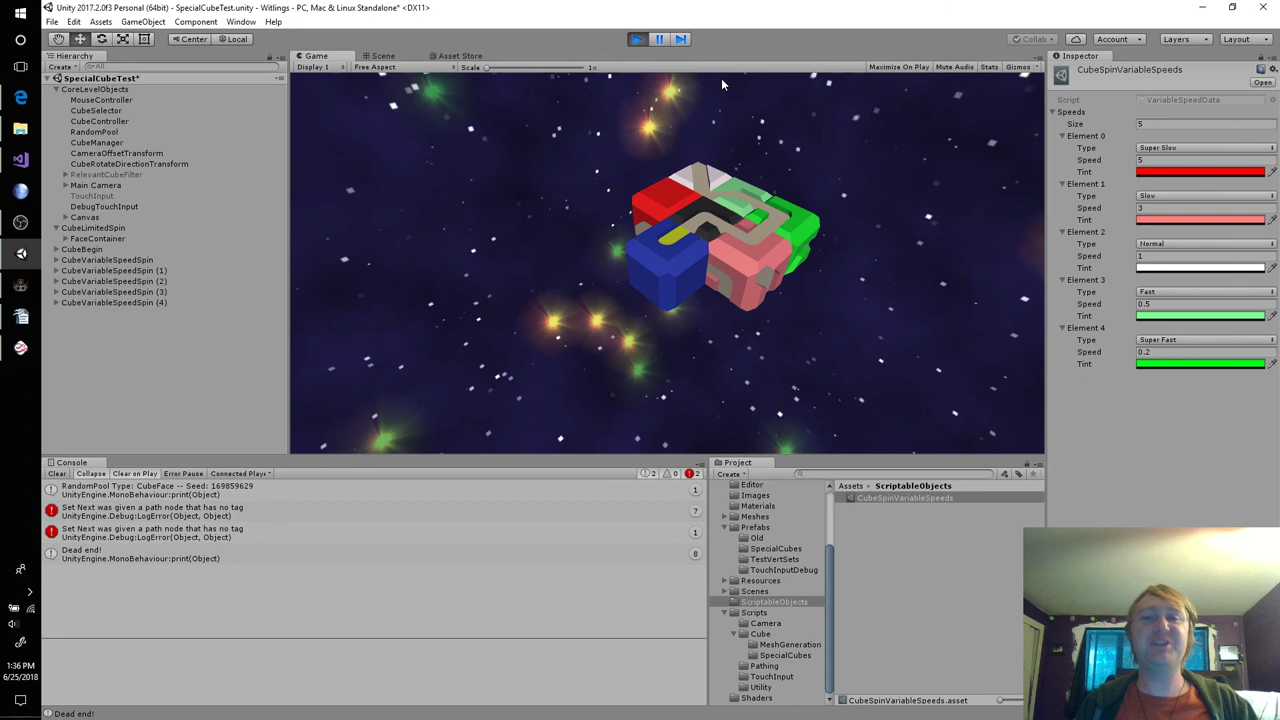 Unity 2017.2.0f3 Personal (64bit) - SpecialCubeTest.unity - Witlings - PC, Mac & Linux Standalone* <DX11>
File Edit Assets GameObject Component Window Help
Center Local Collab Account Layers Layout
Hierarchy
Create All
SpecialCubeTest*
CoreLevelObjects
MouseController
CubeSelector
CubeController
RandomPool
CubeManager
CameraOffsetTransform
CubeRotateDirectionTransform
RelevantCubeFilter
Main Camera
TouchInput
DebugTouchInput
Canvas
CubeLimitedSpin
FaceContainer
CubeBegin
CubeVariableSpeedSpin
CubeVariableSpeedSpin (1)
CubeVariableSpeedSpin (2)
CubeVariableSpeedSpin (3)
CubeVariableSpeedSpin (4)
Game Scene Asset Store
Display 1 Free Aspect Scale 1x Maximize On Play Mute Audio Stats Gizmos
Inspector
CubeSpinVariableSpeeds
Open
Script VariableSpeedData
Speeds
Size 5
Element 0
Type Super Slow
Speed 5
Tint
Element 1
Type Slow
Speed 3
Tint
Element 2
Type Normal
Speed 1
Tint
Element 3
Type Fast
Speed 0.5
Tint
Element 4
Type Super Fast
Speed 0.2
Tint
Console
Clear Collapse Clear on Play Error Pause Connected Playe 2 0 2
RandomPool Type: CubeFace -- Seed: 169859629
UnityEngine.MonoBehaviour:print(Object)
1
Set Next was given a path node that has no tag
UnityEngine.Debug:LogError(Object, Object)
7
Set Next was given a path node that has no tag
UnityEngine.Debug:LogError(Object, Object)
1
Dead end!
UnityEngine.MonoBehaviour:print(Object)
8
Project
Create
Editor
Images
Materials
Meshes
Prefabs
Old
SpecialCubes
TestVertSets
TouchInputDebug
Resources
Scenes
ScriptableObjects
Scripts
Camera
Cube
MeshGeneration
SpecialCubes
Pathing
TouchInput
Utility
Shaders
Assets ScriptableObjects
CubeSpinVariableSpeeds
CubeSpinVariableSpeeds.asset
Dead end!
1:36 PM
6/25/2018